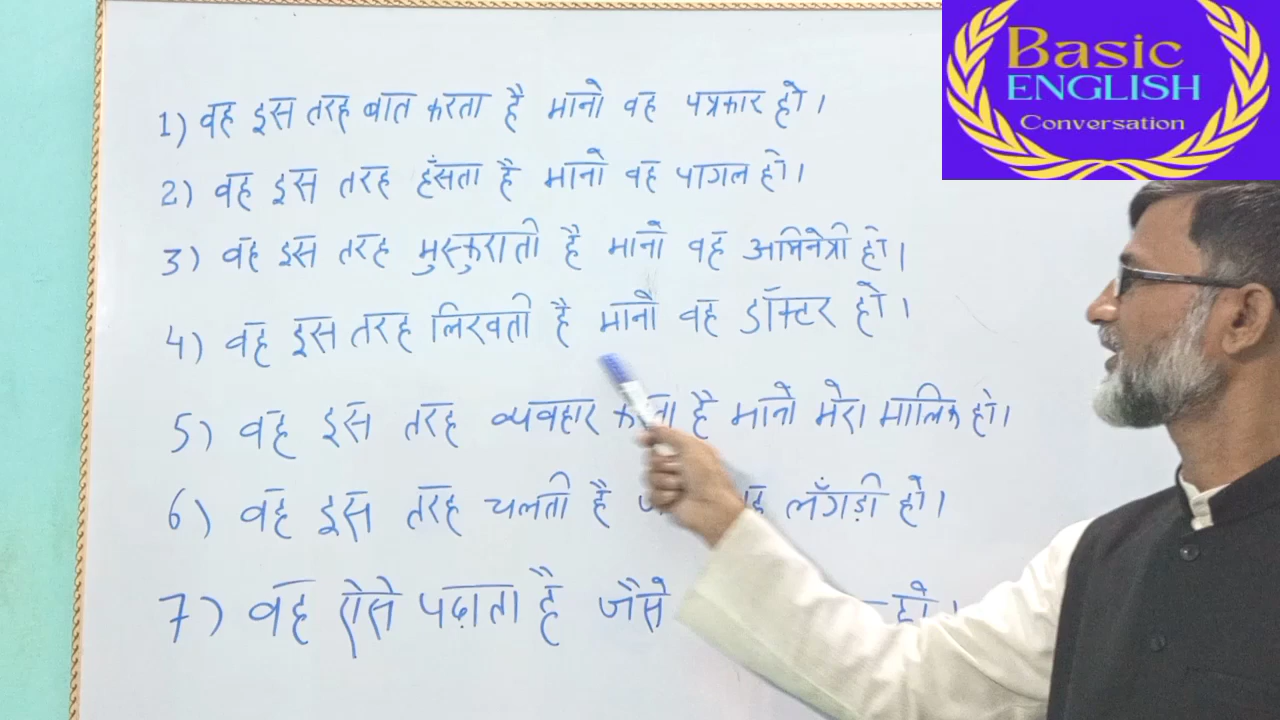 Basic
ENGLISH
Conversation
1) वह इस तरह बात करता है मानो वह पत्रकार हो।
2) वह इस तरह हँसता है मानो वह पागल हो।
3) वह इस तरह मुस्कुराती है मानो वह अभिनेत्री हो।
4) वह इस तरह लिखती है मानो वह डॉक्टर हो।
5) वह इस तरह व्यवहार करता है मानो मेरा मालिक हो।
6) वह इस तरह चलती है लँगड़ी हो।
7) वह ऐसे पढ़ाता है जैसे हो।